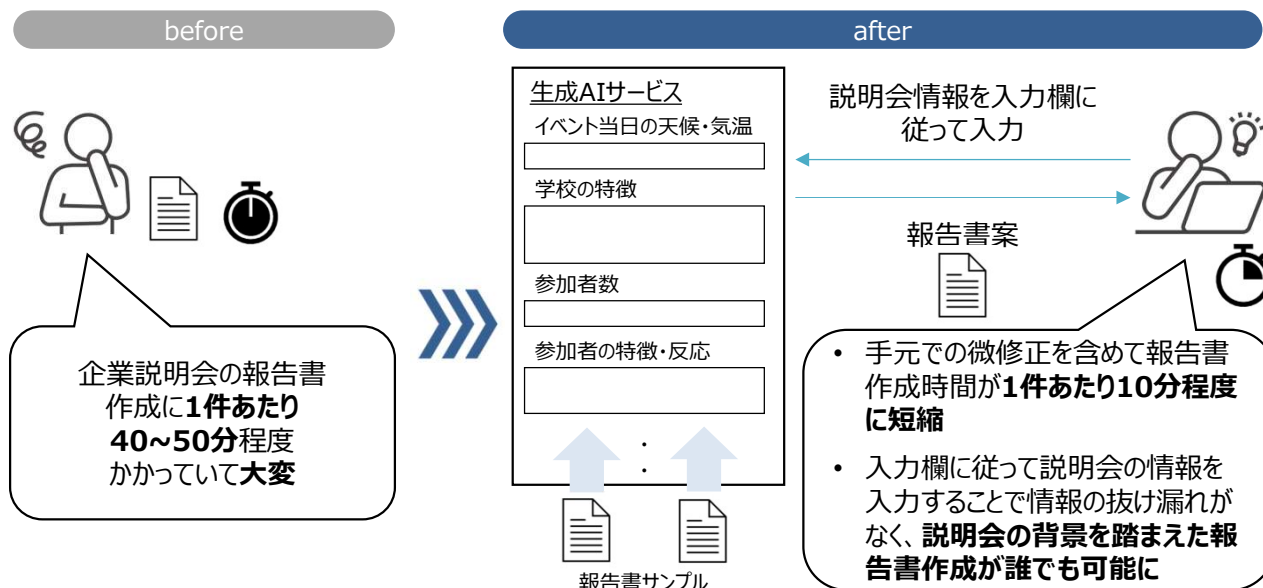 before
企業説明会の報告書
作成に1件あたり
40~50分程度
かかっていて大変
after
生成AIサービス
イベント当日の天候・気温
学校の特徴
参加者数
参加者の特徴・反応
・
・
報告書サンプル
説明会情報を入力欄に
従って入力
報告書案
• 手元での微修正を含めて報告書
作成時間が1件あたり10分程度
に短縮
• 入力欄に従って説明会の情報を
入力することで情報の抜け漏れが
なく、説明会の背景を踏まえた報
告書作成が誰でも可能に